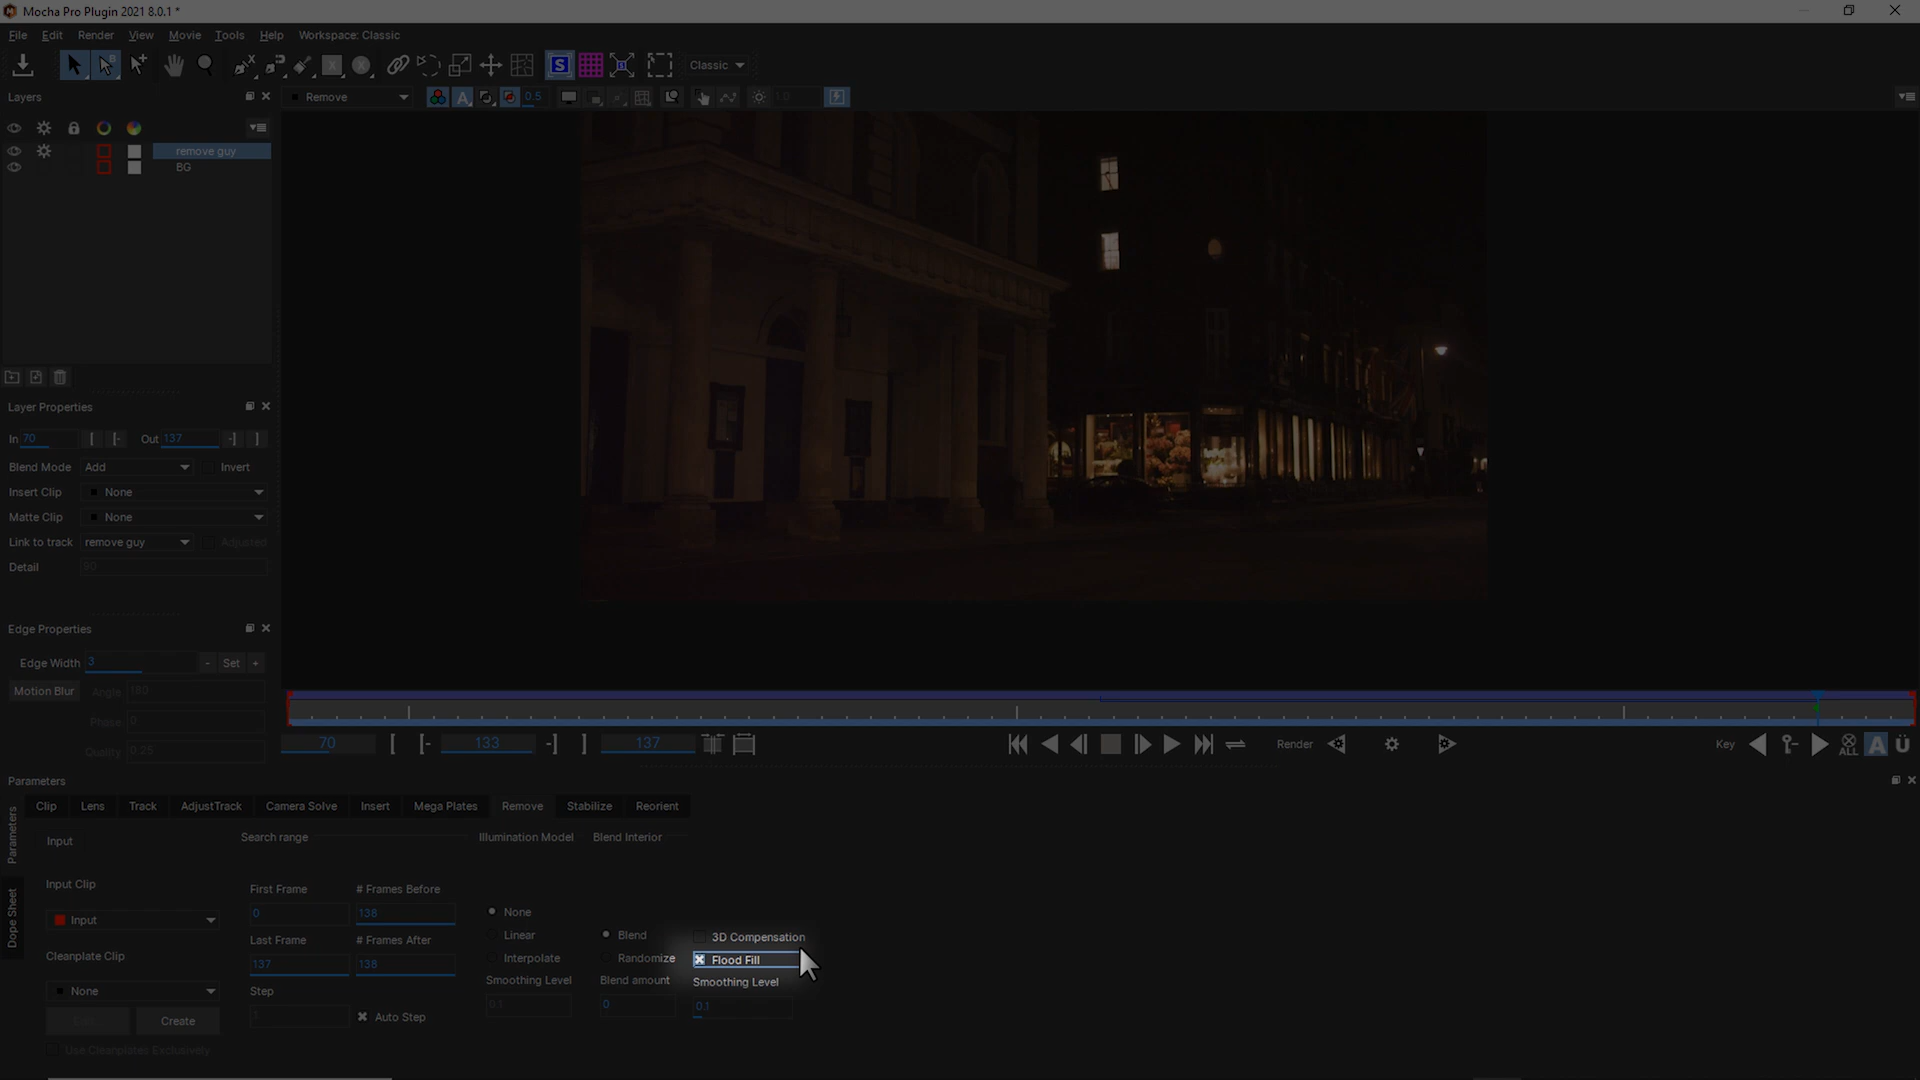 Mocha Pro Plugin 2021 8.0.1 *
File Edit Render View Movie Tools Help Workspace: Classic
S Classic
Layers Remove A 0.5 1.0
remove guy
BG
Layer Properties
In 70 Out 137
Blend Mode Add Invert
Insert Clip None
Matte Clip None
Link to track remove guy Adjusted
Detail 90
Edge Properties
Edge Width 3 - Set +
Motion Blur Angle 180
Phase 0
Quality 0.25
70 [ [- 133 -] ] 137 Render Key ALL A Ü
Parameters
Clip Lens Track AdjustTrack Camera Solve Insert Mega Plates Remove Stabilize Reorient
Parameters
Dope Sheet
Input Search range Illumination Model Blend Interior
Input Clip First Frame # Frames Before
Input 0 138 None
Last Frame # Frames After Linear Blend 3D Compensation
Cleanplate Clip 137 138 Interpolate Randomize Flood Fill
None Step Smoothing Level Blend amount Smoothing Level
1 0.1 0 0.1
Create Auto Step
Use Cleanplates Exclusively